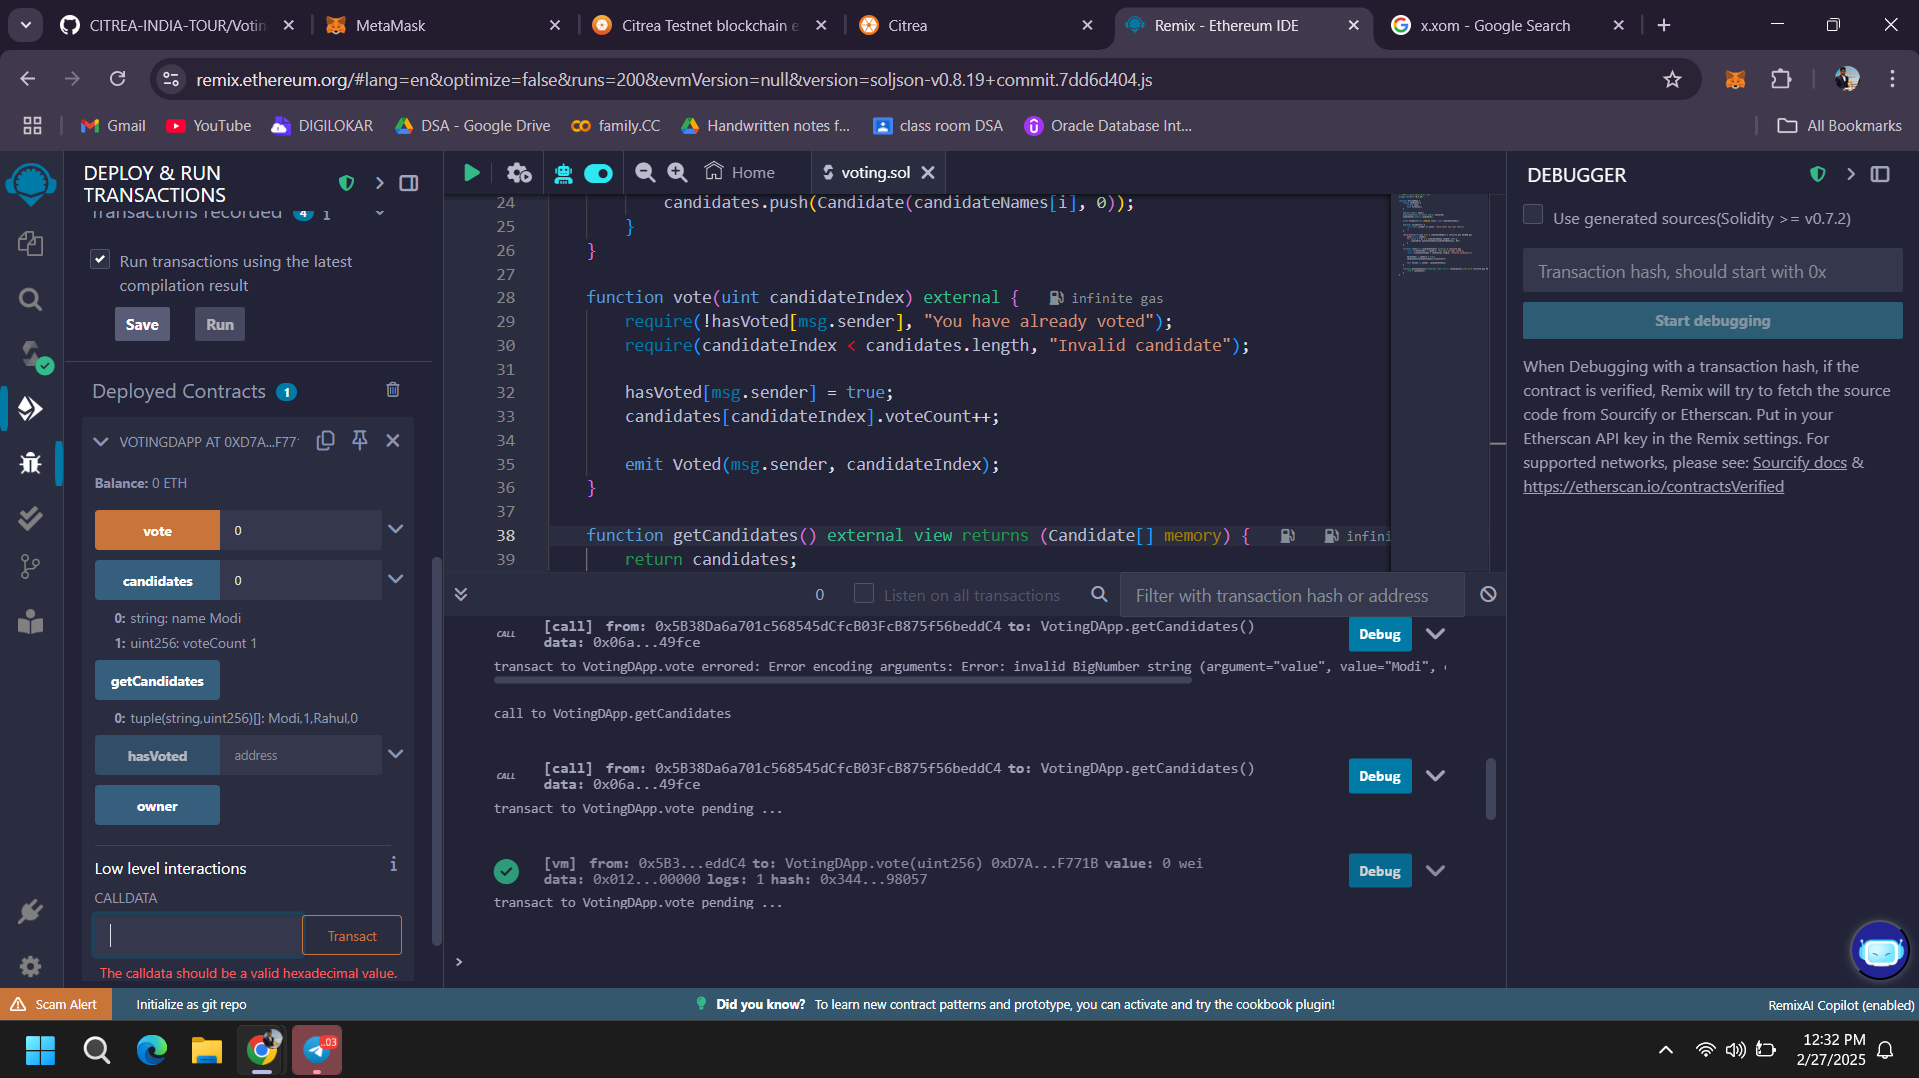 CITREA-INDIA-TOUR/Votin
MetaMask
Citrea Testnet blockchain e
Citrea
Remix - Ethereum IDE
x.xom - Google Search
remix.ethereum.org/#lang=en&optimize=false&runs=200&evmVersion=null&version=soljson-v0.8.19+commit.7dd6d404.js
Gmail
YouTube
DIGILOKAR
DSA - Google Drive
family.CC
Handwritten notes f...
class room DSA
Oracle Database Int...
All Bookmarks
DEPLOY & RUN
TRANSACTIONS
Transactions recorded 4 i
Run transactions using the latest
compilation result
Save
Run
Deployed Contracts 1
VOTINGDAPP AT 0XD7A...F771
Balance: 0 ETH
vote 0
candidates 0
0: string: name Modi
1: uint256: voteCount 1
getCandidates
0: tuple(string,uint256)[]: Modi,1,Rahul,0
hasVoted address
owner
Low level interactions i
CALLDATA
Transact
The calldata should be a valid hexadecimal value.
Home
voting.sol
24 candidates.push(Candidate(candidateNames[i], 0));
25 }
26 }
27
28 function vote(uint candidateIndex) external { infinite gas
29 require(!hasVoted[msg.sender], "You have already voted");
30 require(candidateIndex < candidates.length, "Invalid candidate");
31
32 hasVoted[msg.sender] = true;
33 candidates[candidateIndex].voteCount++;
34
35 emit Voted(msg.sender, candidateIndex);
36 }
37
38 function getCandidates() external view returns (Candidate[] memory) { infini
39 return candidates;
0
Listen on all transactions
Filter with transaction hash or address
CALL [call] from: 0x5B38Da6a701c568545dCfcB03FcB875f56beddC4 to: VotingDApp.getCandidates()
data: 0x06a...49fce
Debug
transact to VotingDApp.vote errored: Error encoding arguments: Error: invalid BigNumber string (argument="value", value="Modi",
call to VotingDApp.getCandidates
CALL [call] from: 0x5B38Da6a701c568545dCfcB03FcB875f56beddC4 to: VotingDApp.getCandidates()
data: 0x06a...49fce
Debug
transact to VotingDApp.vote pending ...
[vm] from: 0x5B3...eddC4 to: VotingDApp.vote(uint256) 0xD7A...F771B value: 0 wei
data: 0x012...00000 logs: 1 hash: 0x344...98057
Debug
transact to VotingDApp.vote pending ...
>
DEBUGGER
Use generated sources(Solidity >= v0.7.2)
Transaction hash, should start with 0x
Start debugging
When Debugging with a transaction hash, if the
contract is verified, Remix will try to fetch the source
code from Sourcify or Etherscan. Put in your
Etherscan API key in the Remix settings. For
supported networks, please see: Sourcify docs &
https://etherscan.io/contractsVerified
Scam Alert
Initialize as git repo
Did you know? To learn new contract patterns and prototype, you can activate and try the cookbook plugin!
RemixAI Copilot (enabled)
..03
12:32 PM
2/27/2025